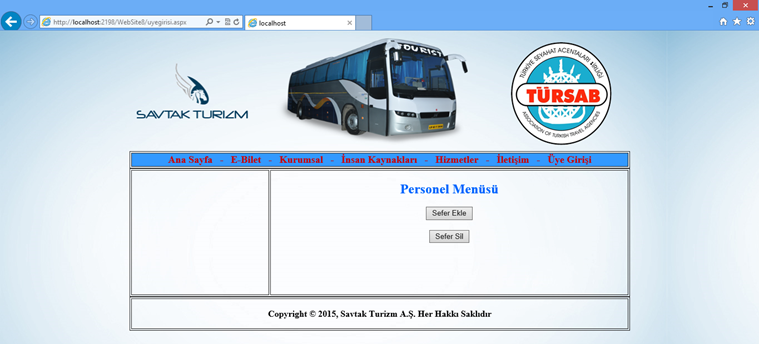 http://localhost:2198/WebSite8/uyegirisi.aspx
localhost
SAVTAK TURIZM
TOURIST
TÜRKİYE SEYAHAT ACENTALARI BİRLİĞİ
TÜRSAB
ASSOCIATION OF TURKISH TRAVEL AGENCIES
Ana Sayfa - E-Bilet - Kurumsal - İnsan Kaynakları - Hizmetler - İletişim - Üye Girişi
Personel Menüsü
Sefer Ekle
Sefer Sil
Copyright © 2015, Savtak Turizm A.Ş. Her Hakkı Saklıdır